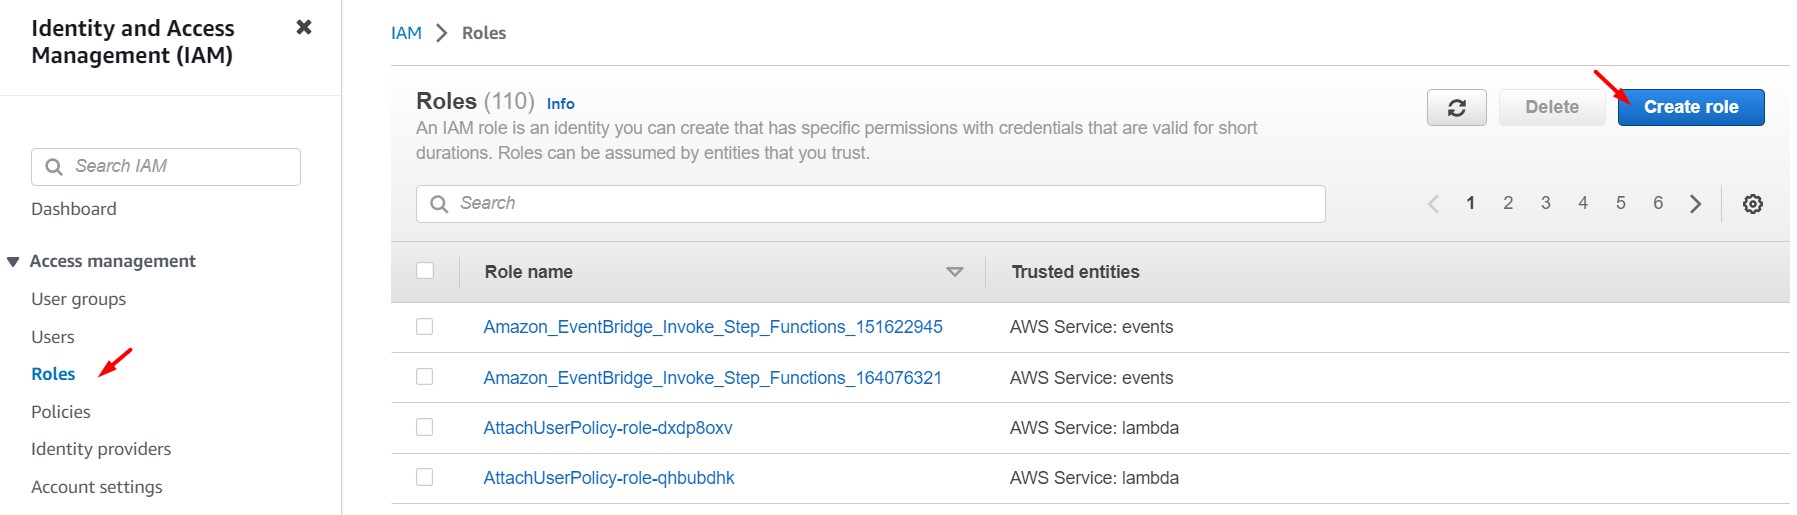 Identity and Access
Management (IAM)
Search IAM
Dashboard
Access management
User groups
Users
Roles
Policies
Identity providers
Account settings
IAM > Roles
Roles (110) Info
An IAM role is an identity you can create that has specific permissions with credentials that are valid for short
durations. Roles can be assumed by entities that you trust.
Delete
Create role
Search
1 2 3 4 5 6
Role name Trusted entities
Amazon_EventBridge_Invoke_Step_Functions_151622945 AWS Service: events
Amazon_EventBridge_Invoke_Step_Functions_164076321 AWS Service: events
AttachUserPolicy-role-dxdp8oxv AWS Service: lambda
AttachUserPolicy-role-qhbubdhk AWS Service: lambda